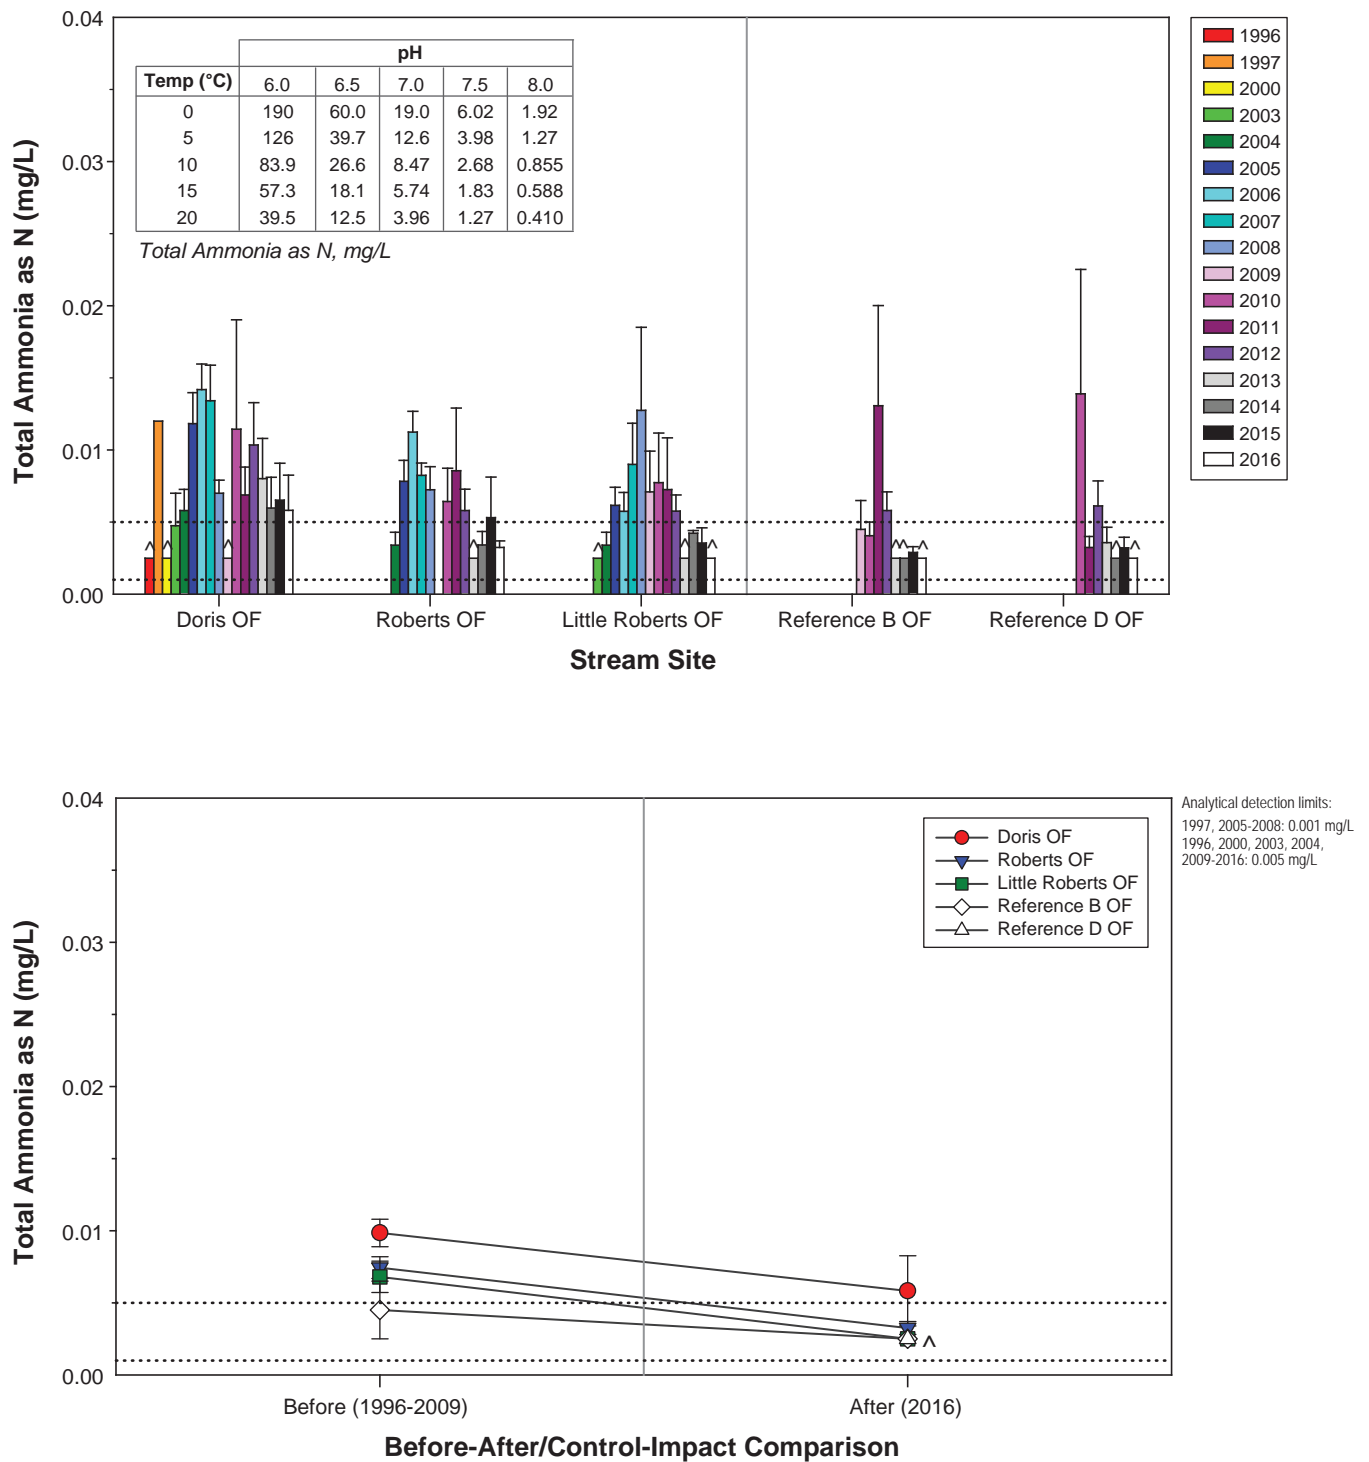 0.04
0.03
0.02
0.01
0.00
Total Ammonia as N (mg/L)
pH
Temp (°C) 6.0 6.5 7.0 7.5 8.0
0 190 60.0 19.0 6.02 1.92
5 126 39.7 12.6 3.98 1.27
10 83.9 26.6 8.47 2.68 0.855
15 57.3 18.1 5.74 1.83 0.588
20 39.5 12.5 3.96 1.27 0.410
Total Ammonia as N, mg/L
^ ^ ^ ^ ^ ^ ^ ^ ^ ^ ^ ^
Doris OF Roberts OF Little Roberts OF Reference B OF Reference D OF
Stream Site
1996
1997
2000
2003
2004
2005
2006
2007
2008
2009
2010
2011
2012
2013
2014
2015
2016
0.04
0.03
0.02
0.01
0.00
Total Ammonia as N (mg/L)
Doris OF
Roberts OF
Little Roberts OF
Reference B OF
Reference D OF
^
Before (1996-2009) After (2016)
Before-After/Control-Impact Comparison
Analytical detection limits:
1997, 2005-2008: 0.001 mg/L
1996, 2000, 2003, 2004,
2009-2016: 0.005 mg/L